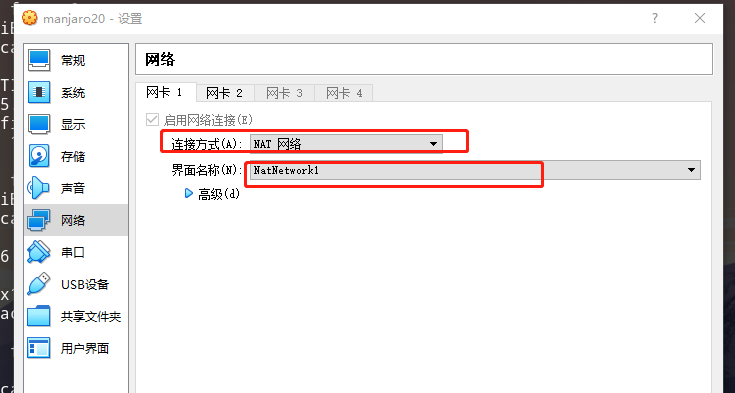 manjaro20 - 设置
常规
系统
显示
存储
声音
网络
串口
USB设备
共享文件夹
用户界面
网络
网卡 1 网卡 2 网卡 3 网卡 4
启用网络连接(E)
连接方式(A): NAT 网络
界面名称(N): NatNetwork1
高级(d)